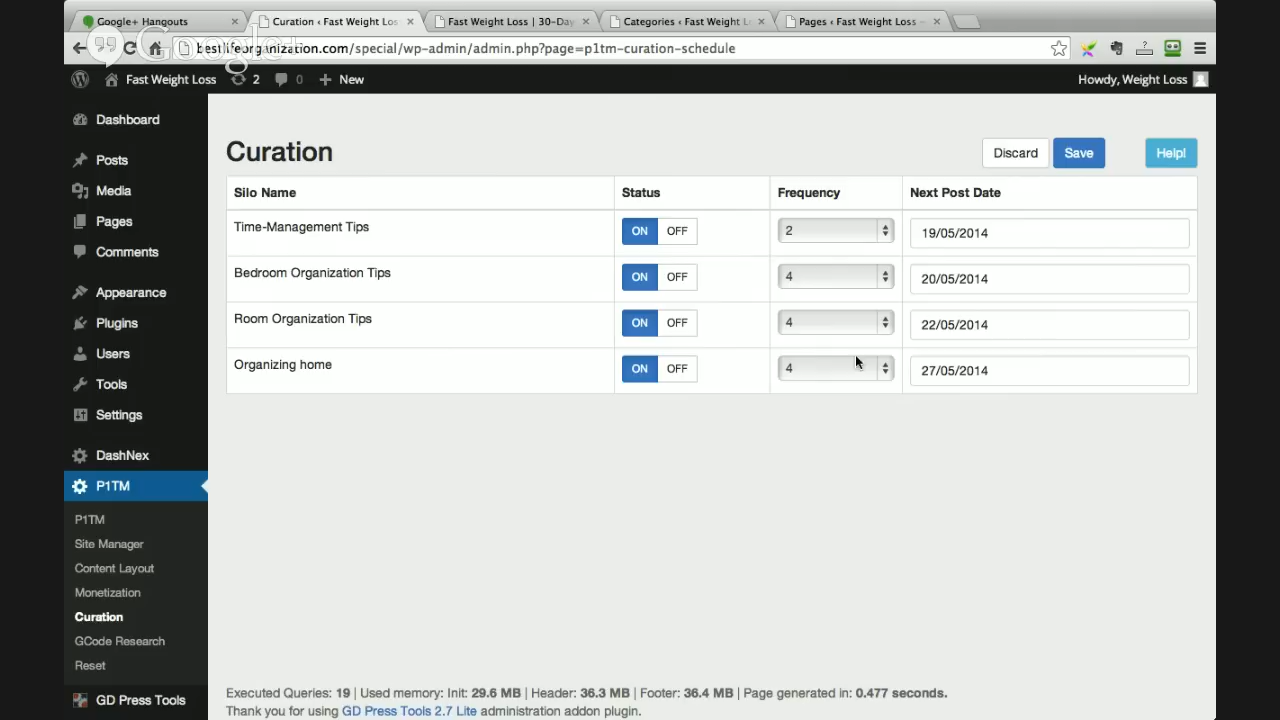 Google+ Hangouts
Curation ‹ Fast Weight Los
Fast Weight Loss | 30-Day
Categories ‹ Fast Weight L
Pages ‹ Fast Weight Loss
Google+
bestlifeorganization.com/special/wp-admin/admin.php?page=p1tm-curation-schedule
Fast Weight Loss 2 0 + New Howdy, Weight Loss
Dashboard
Posts
Media
Pages
Comments
Appearance
Plugins
Users
Tools
Settings
DashNex
P1TM
P1TM
Site Manager
Content Layout
Monetization
Curation
GCode Research
Reset
GD Press Tools
Curation Discard Save Help!
Silo Name Status Frequency Next Post Date
Time-Management Tips ON OFF 2 19/05/2014
Bedroom Organization Tips ON OFF 4 20/05/2014
Room Organization Tips ON OFF 4 22/05/2014
Organizing home ON OFF 4 27/05/2014
Executed Queries: 19 | Used memory: Init: 29.6 MB | Header: 36.3 MB | Footer: 36.4 MB | Page generated in: 0.477 seconds.
Thank you for using GD Press Tools 2.7 Lite administration addon plugin.